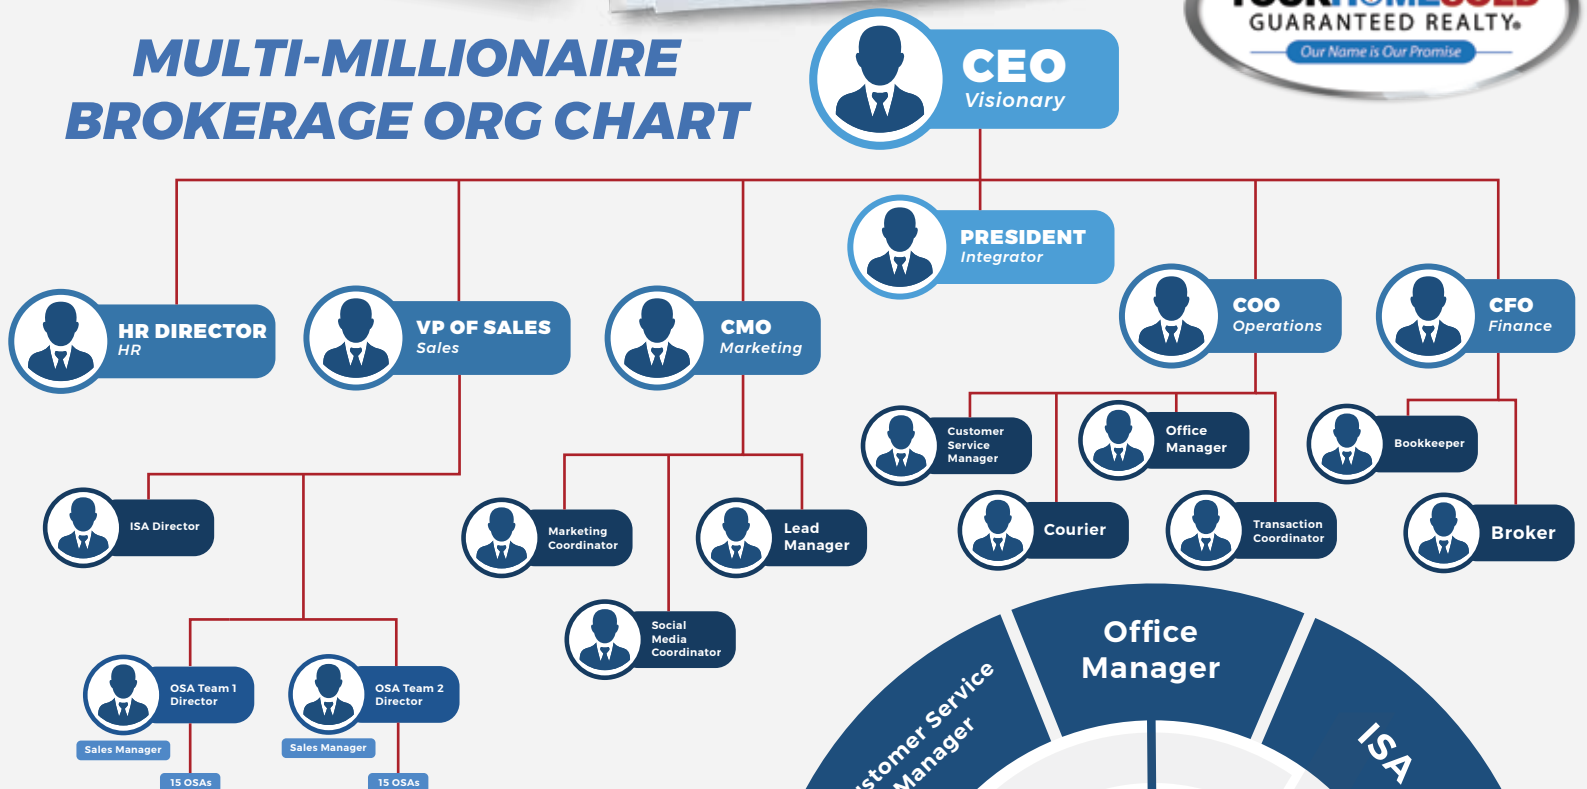 GUARANTEED REALTY®
Our Name is Our Promise
MULTI-MILLIONAIRE
BROKERAGE ORG CHART
CEO
Visionary
PRESIDENT
Integrator
HR DIRECTOR
HR
VP OF SALES
Sales
CMO
Marketing
COO
Operations
CFO
Finance
Customer
Service
Manager
Office
Manager
Bookkeeper
ISA Director
Marketing
Coordinator
Lead
Manager
Courier
Transaction
Coordinator
Broker
Social
Media
Coordinator
OSA Team 1
Director
OSA Team 2
Director
Sales Manager
Sales Manager
15 OSAs
15 OSAs
Office
Manager
stomer Service
Manager
ISA